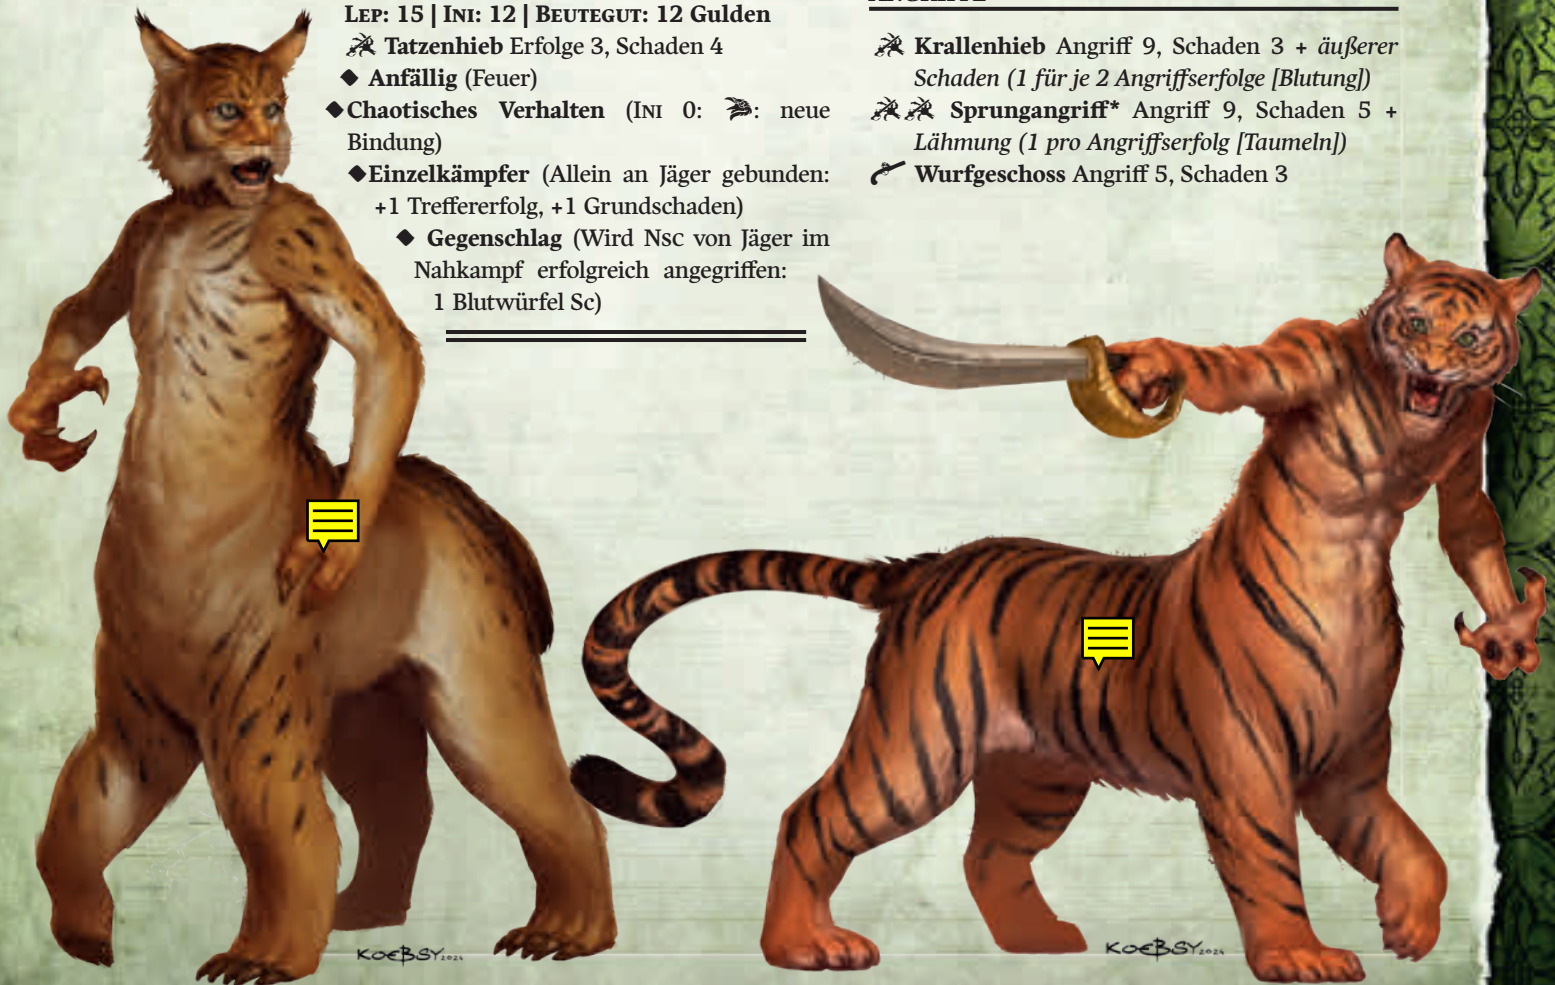 LEP: 15 | INI: 12 | BEUTEGUT: 12 Gulden
Tatzenhieb Erfolge 3, Schaden 4
◆ Anfällig (Feuer)
◆Chaotisches Verhalten (INI 0: : neue
Bindung)
◆Einzelkämpfer (Allein an Jäger gebunden:
+1 Treffererfolg, +1 Grundschaden)
◆ Gegenschlag (Wird NSC von Jäger im
Nahkampf erfolgreich angegriffen:
1 Blutwürfel Sc)
Krallenhieb Angriff 9, Schaden 3 + äußerer
Schaden (1 für je 2 Angriffserfolge [Blutung])
Sprungangriff* Angriff 9, Schaden 5 +
Lähmung (1 pro Angriffserfolg [Taumeln])
Wurfgeschoss Angriff 5, Schaden 3
KOEBSY 2024
KOEBSY 2024